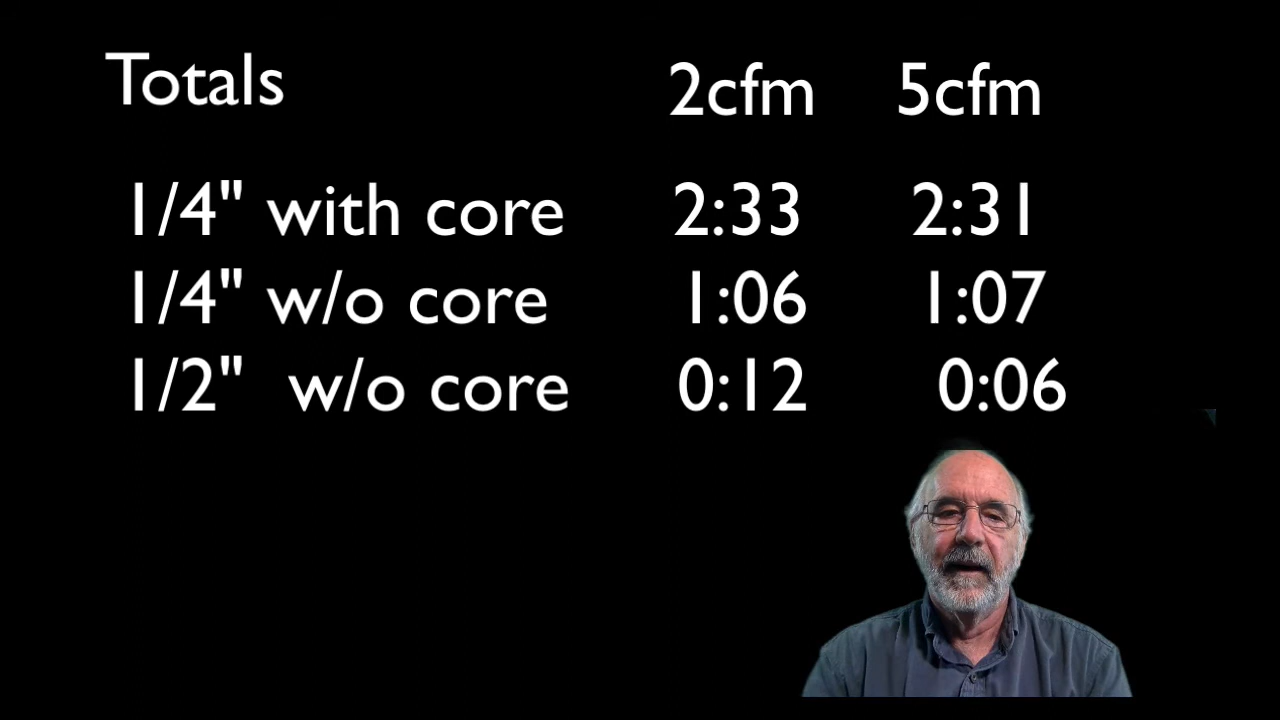 Totals 2cfm 5cfm
1/4" with core 2:33 2:31
1/4" w/o core 1:06 1:07
1/2" w/o core 0:12 0:06